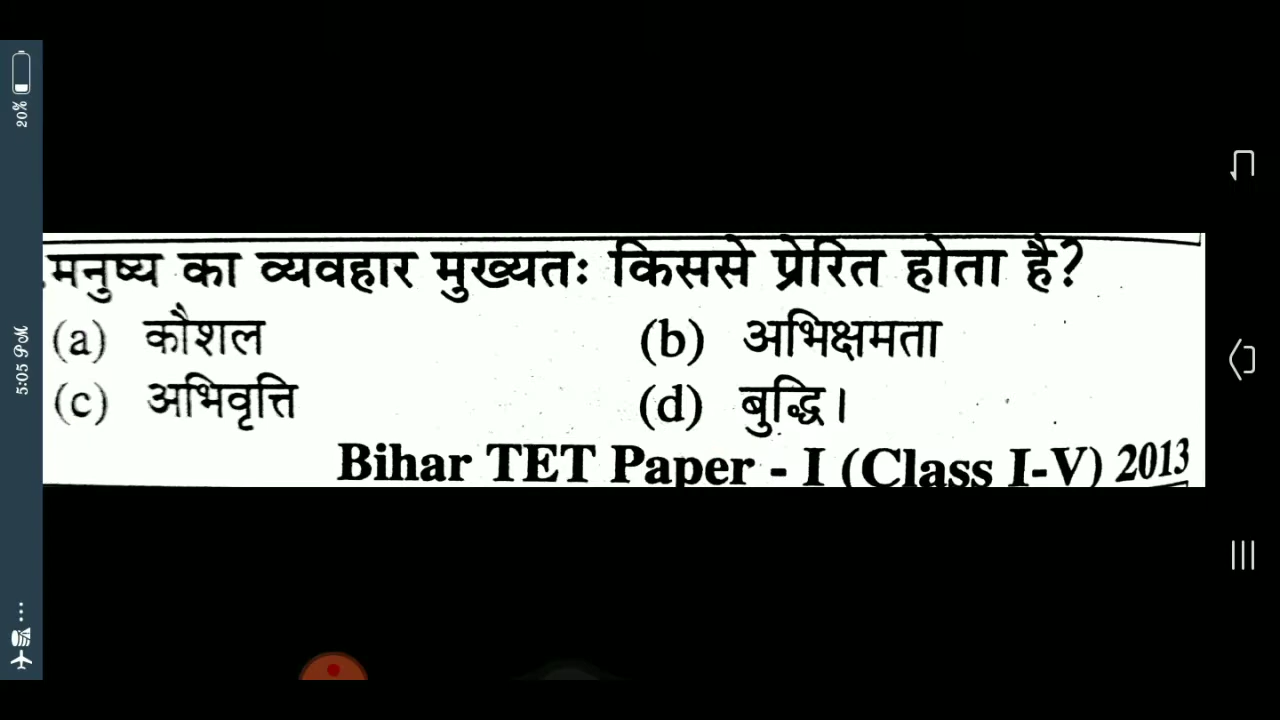 20%
5:05 PM
मनुष्य का व्यवहार मुख्यतः किससे प्रेरित होता है?
(a) कौशल (b) अभिक्षमता
(c) अभिवृत्ति (d) बुद्धि।
Bihar TET Paper - I (Class I-V) 2013